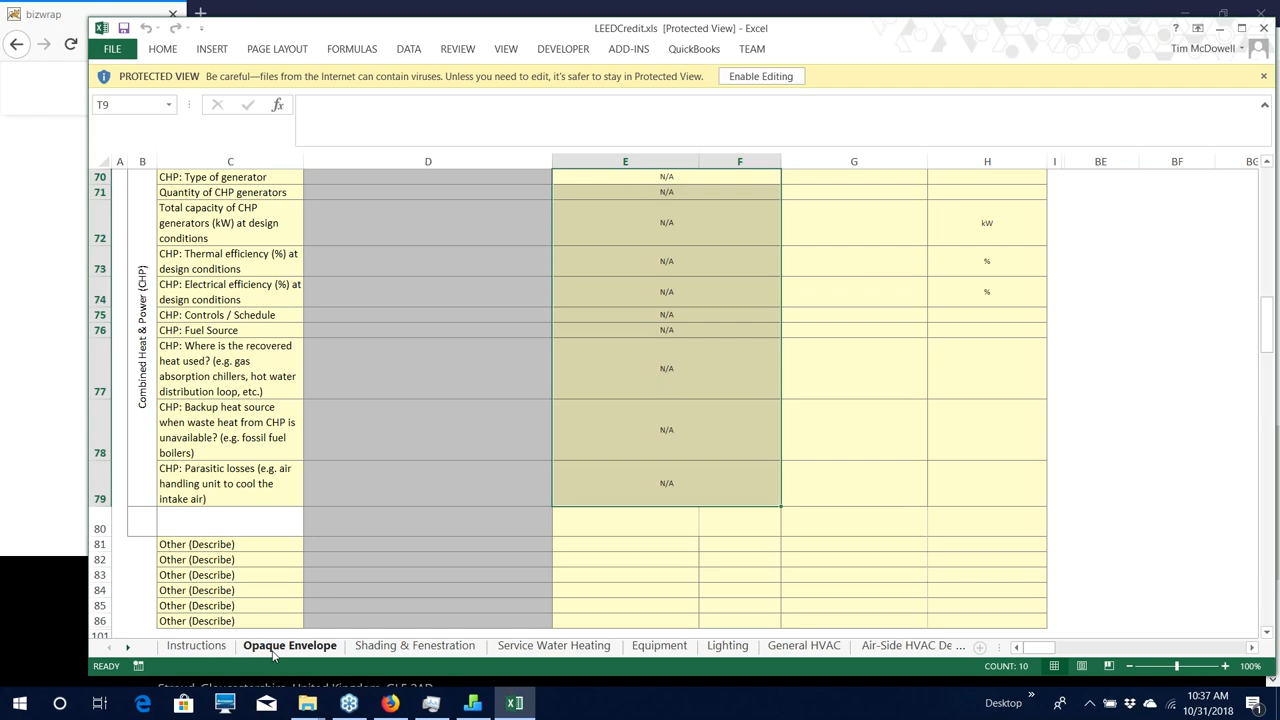 bizwrap
LEEDCredit.xls [Protected View] - Excel
FILE HOME INSERT PAGE LAYOUT FORMULAS DATA REVIEW VIEW DEVELOPER ADD-INS QuickBooks TEAM
Tim McDowell
PROTECTED VIEW Be careful—files from the Internet can contain viruses. Unless you need to edit, it's safer to stay in Protected View. Enable Editing
T9
fx
A B C D E F G H I BE BF BG
70 CHP: Type of generator N/A
71 Quantity of CHP generators N/A
Total capacity of CHP
generators (kW) at design N/A kW
72 conditions
CHP: Thermal efficiency (%) at N/A %
73 design conditions
CHP: Electrical efficiency (%) at N/A %
74 design conditions
75 CHP: Controls / Schedule N/A
76 CHP: Fuel Source N/A
Combined Heat & Power (CHP)
CHP: Where is the recovered
heat used? (e.g. gas N/A
absorption chillers, hot water
77 distribution loop, etc.)
CHP: Backup heat source
when waste heat from CHP is N/A
unavailable? (e.g. fossil fuel
78 boilers)
CHP: Parasitic losses (e.g. air
handling unit to cool the N/A
79 intake air)
80
81 Other (Describe)
82 Other (Describe)
83 Other (Describe)
84 Other (Describe)
85 Other (Describe)
86 Other (Describe)
101
Instructions Opaque Envelope Shading & Fenestration Service Water Heating Equipment Lighting General HVAC Air-Side HVAC De ...
READY COUNT: 10 100%
Stroud, Gloucestershire, United Kingdom, GL5 2AD
Desktop 10:37 AM
10/31/2018 1